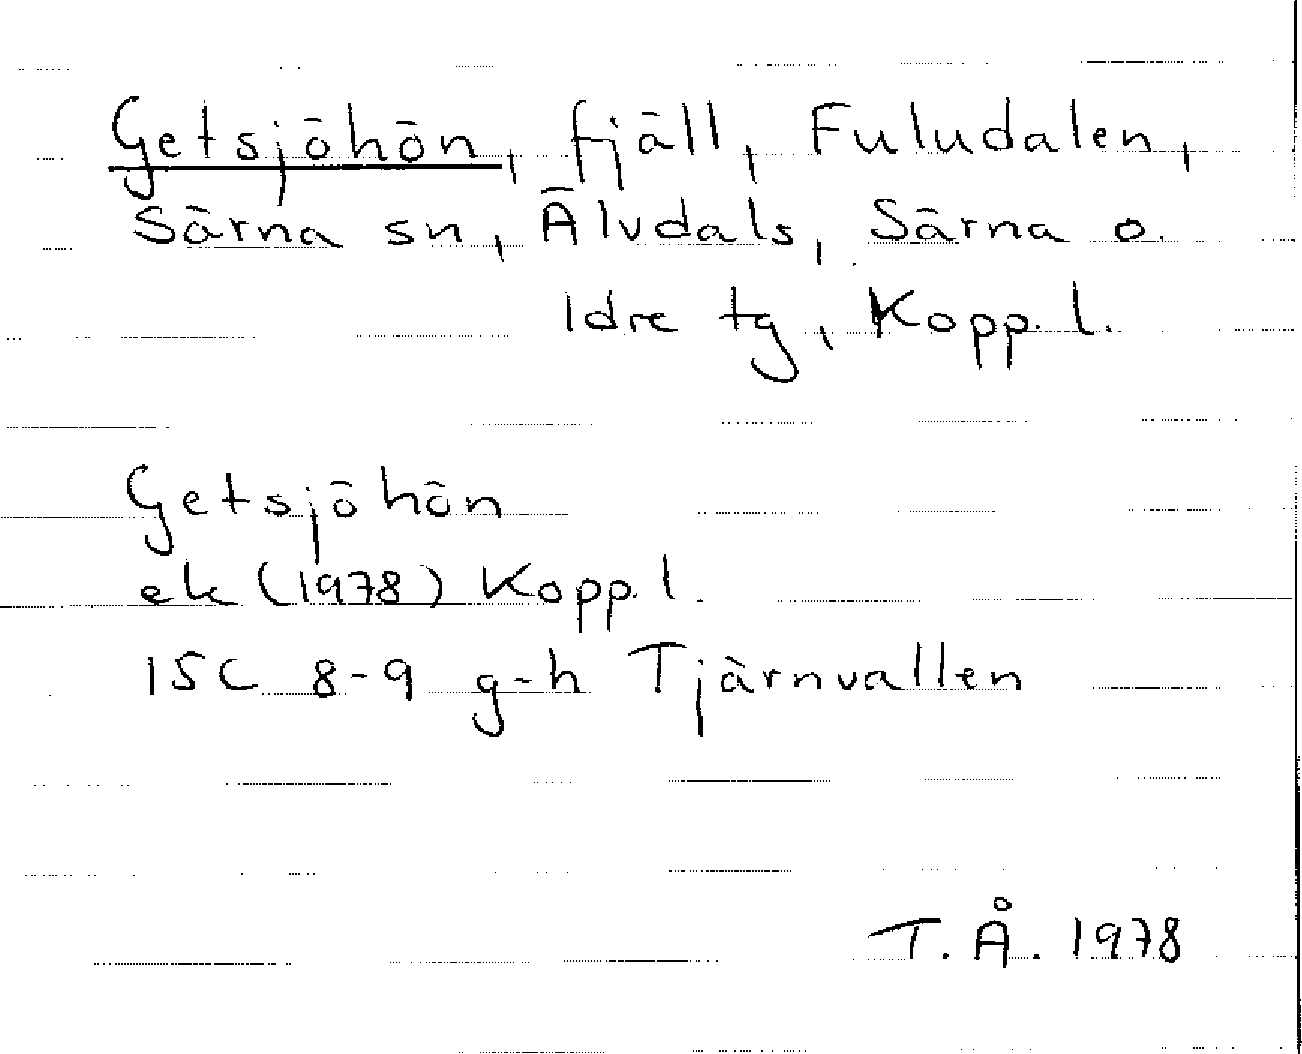 Getsjöhön, fjäll, Fuludalen,
Särna sn, Älvdals, Särna o.
Idre tg, Kopp. l.
Getsjöhön
ek (1978) Kopp. l.
15C 8-9 g-h Tjärnvallen
T. Å. 1978